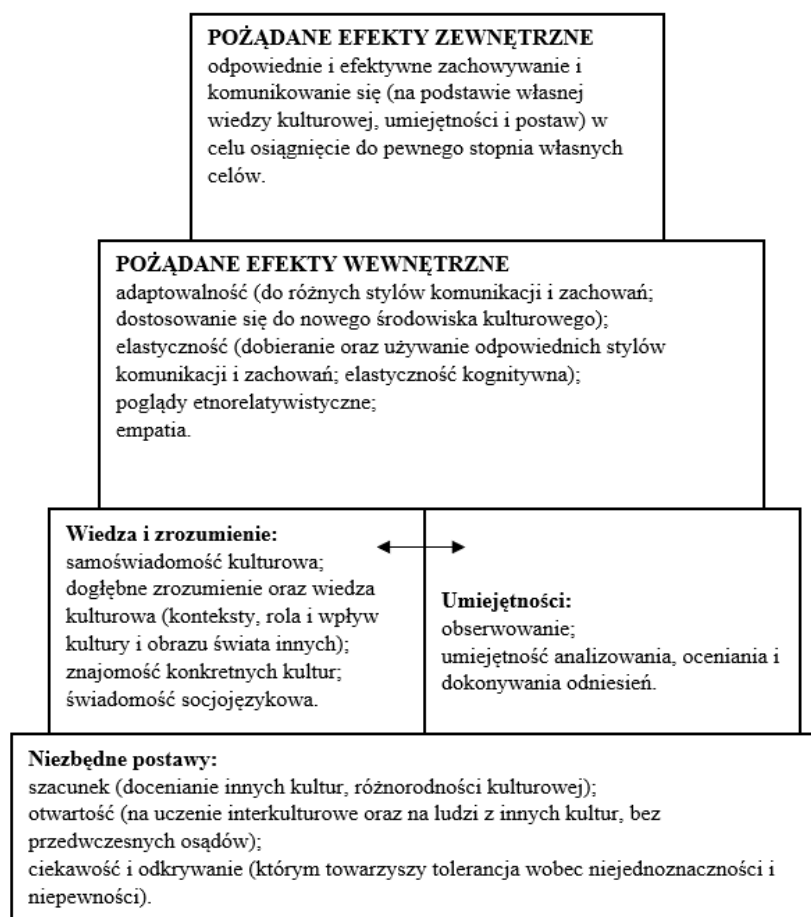 POŻĄDANE EFEKTY ZEWNĘTRZNE
odpowiednie i efektywne zachowywanie i
komunikowanie się (na podstawie własnej
wiedzy kulturowej, umiejętności i postaw) w
celu osiągnięcie do pewnego stopnia własnych
celów.
POŻĄDANE EFEKTY WEWNĘTRZNE
adaptowalność (do różnych stylów komunikacji i zachowań;
dostosowanie się do nowego środowiska kulturowego);
elastyczność (dobieranie oraz używanie odpowiednich stylów
komunikacji i zachowań; elastyczność kognitywna);
poglądy etnorelatywistyczne;
empatia.
Wiedza i zrozumienie:
samoświadomość kulturowa;
dogłębne zrozumienie oraz wiedza
kulturowa (konteksty, rola i wpływ
kultury i obrazu świata innych);
znajomość konkretnych kultur;
świadomość socjojęzykowa.
Umiejętności:
obserwowanie;
umiejętność analizowania, oceniania i
dokonywania odniesień.
Niezbędne postawy:
szacunek (docenianie innych kultur, różnorodności kulturowej);
otwartość (na uczenie interkulturowe oraz na ludzi z innych kultur, bez
przedwczesnych osądów);
ciekawość i odkrywanie (którym towarzyszy tolerancja wobec niejednoznaczności i
niepewności).